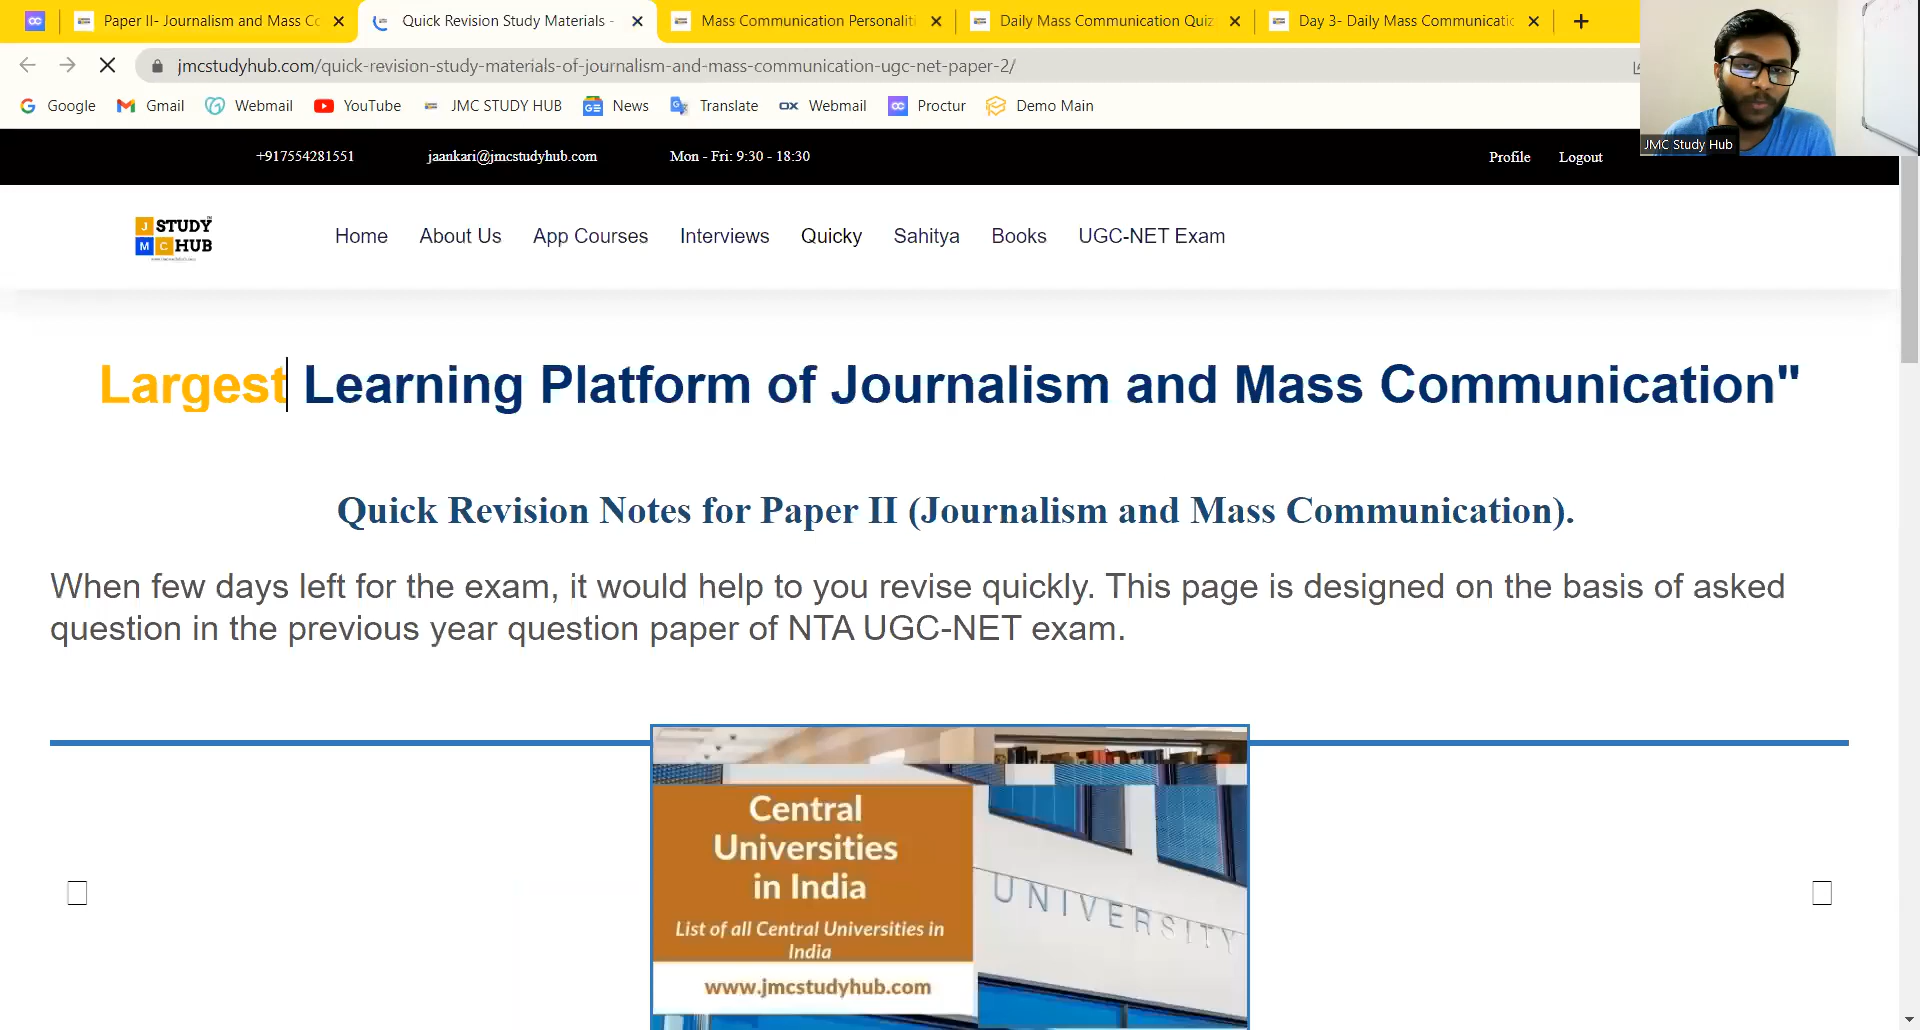 Paper II- Journalism and Mass Co
Quick Revision Study Materials -
Mass Communication Personaliti
Daily Mass Communication Quiz
Day 3- Daily Mass Communicatic
jmcstudyhub.com/quick-revision-study-materials-of-journalism-and-mass-communication-ugc-net-paper-2/
Google
Gmail
Webmail
YouTube
JMC STUDY HUB
News
Translate
Webmail
Proctur
Demo Main
JMC Study Hub
+917554281551
jaankari@jmcstudyhub.com
Mon - Fri: 9:30 - 18:30
Profile
Logout
J STUDY
MC HUB
Home
About Us
App Courses
Interviews
Quicky
Sahitya
Books
UGC-NET Exam
Largest Learning Platform of Journalism and Mass Communication"
Quick Revision Notes for Paper II (Journalism and Mass Communication).
When few days left for the exam, it would help to you revise quickly. This page is designed on the basis of asked
question in the previous year question paper of NTA UGC-NET exam.
Central
Universities
in India
List of all Central Universities in
India
www.jmcstudyhub.com
UNIVERSITY